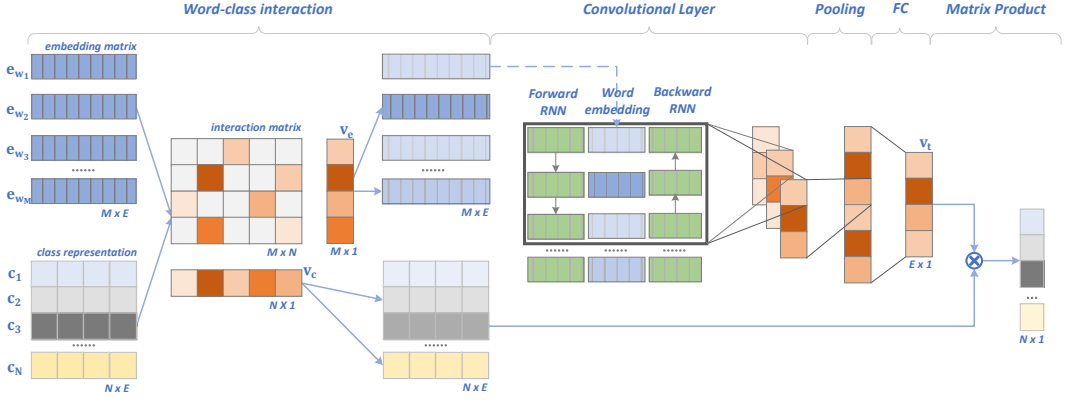 Word-class interaction
Convolutional Layer
Pooling
FC
Matrix Product
embedding matrix
e_w1
e_w2
e_w3
......
e_wM
M x E
interaction matrix
M x N
v_e
M x 1
M x E
......
class representation
c_1
c_2
c_3
......
c_N
N x E
v_c
N X 1
......
N x E
Forward
RNN
Word
embedding
Backward
RNN
......
......
......
v_t
E x 1
...
N x 1